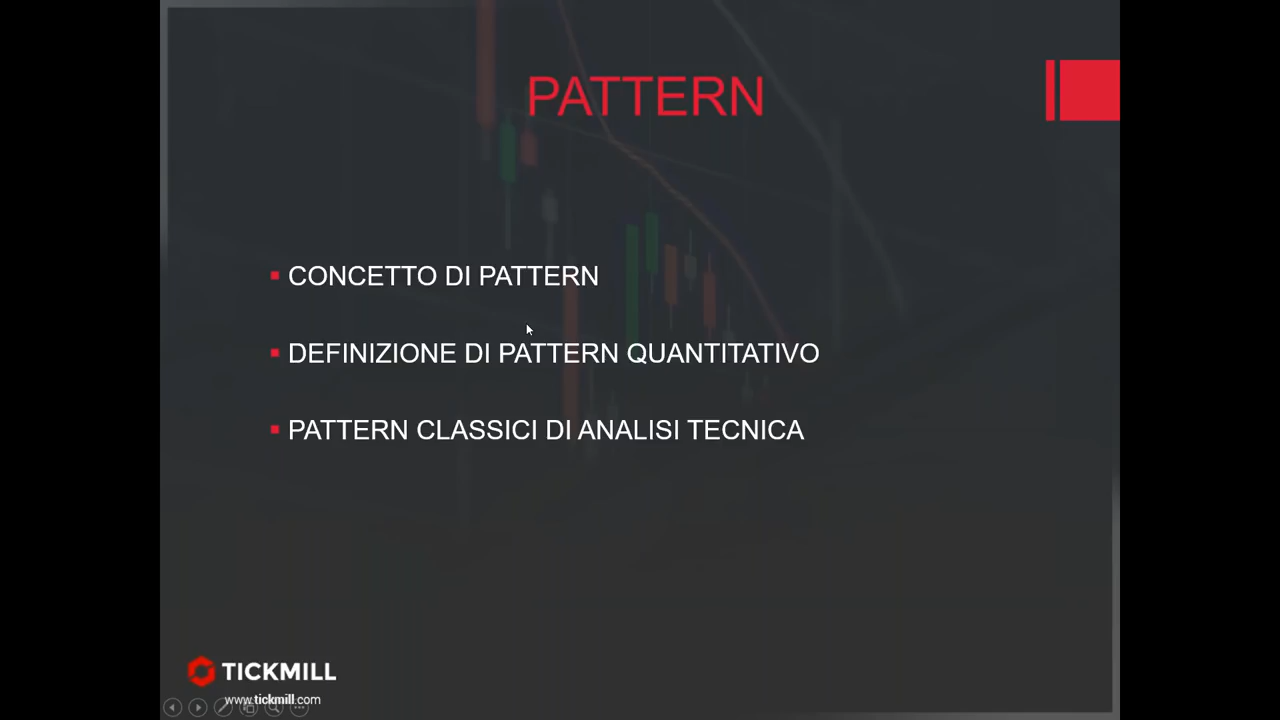 PATTERN
CONCETTO DI PATTERN
DEFINIZIONE DI PATTERN QUANTITATIVO
PATTERN CLASSICI DI ANALISI TECNICA
TICKMILL
www.tickmill.com